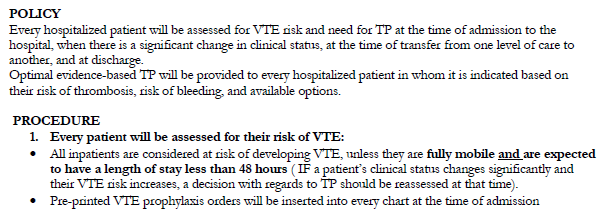 POLICY
Every hospitalized patient will be assessed for VTE risk and need for TP at the time of admission to the
hospital, when there is a significant change in clinical status, at the time of transfer from one level of care to
another, and at discharge.
Optimal evidence-based TP will be provided to every hospitalized patient in whom it is indicated based on
their risk of thrombosis, risk of bleeding, and available options.
PROCEDURE
1. Every patient will be assessed for their risk of VTE:
• All inpatients are considered at risk of developing VTE, unless they are fully mobile and are expected
to have a length of stay less than 48 hours ( IF a patient's clinical status changes significantly and
their VTE risk increases, a decision with regards to TP should be reassessed at that time).
• Pre-printed VTE prophylaxis orders will be inserted into every chart at the time of admission